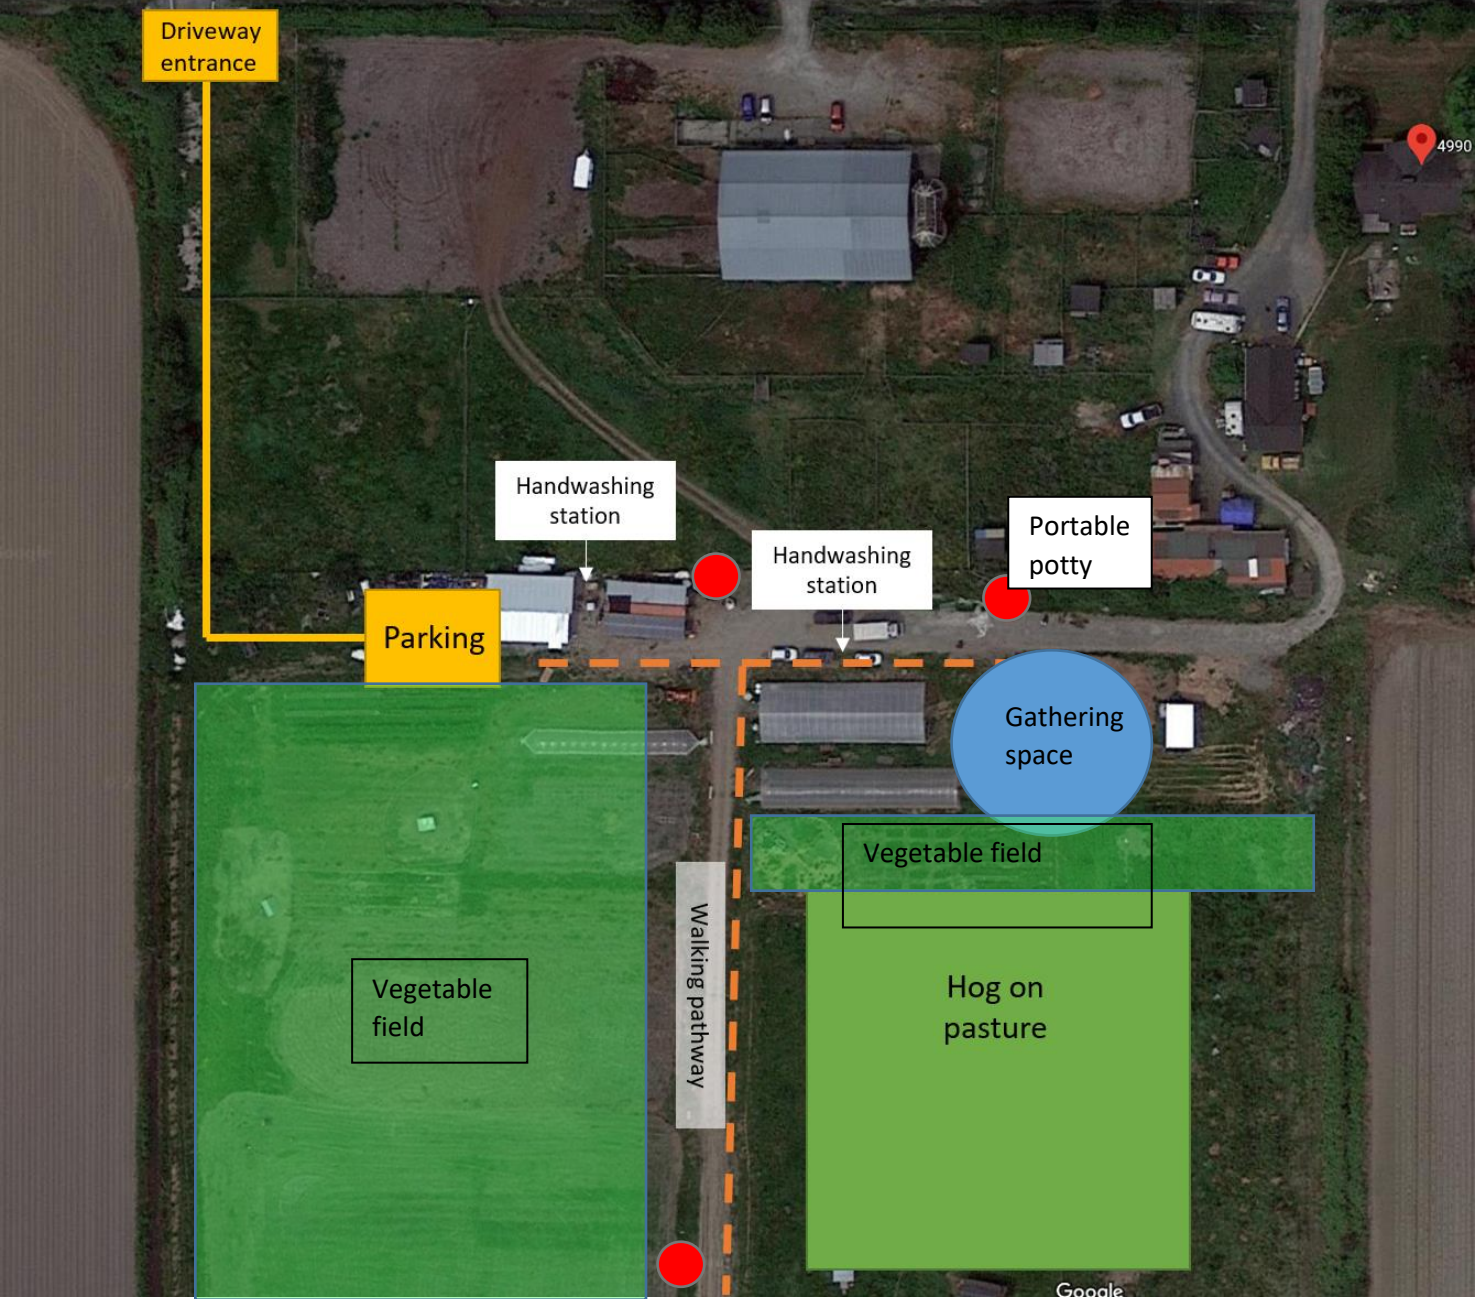 Driveway
entrance
4990
Handwashing
station
Portable
potty
Handwashing
station
Parking
Gathering
space
Vegetable field
Walking pathway
Vegetable
field
Hog on
pasture
Google